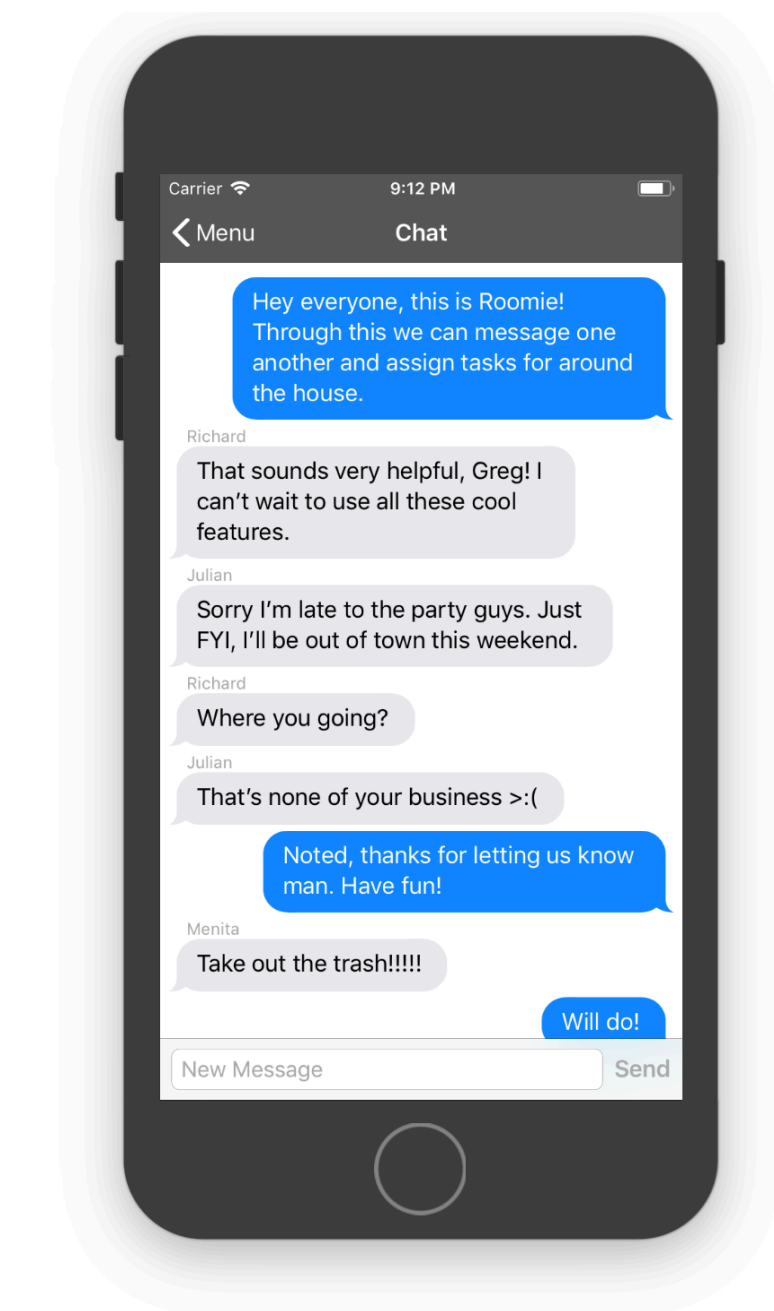 Carrier 9:12 PM
Menu Chat
Hey everyone, this is Roomie!
Through this we can message one
another and assign tasks for around
the house.
Richard
That sounds very helpful, Greg! I
can’t wait to use all these cool
features.
Julian
Sorry I’m late to the party guys. Just
FYI, I’ll be out of town this weekend.
Richard
Where you going?
Julian
That’s none of your business >:(
Noted, thanks for letting us know
man. Have fun!
Menita
Take out the trash!!!!!
Will do!
New Message Send